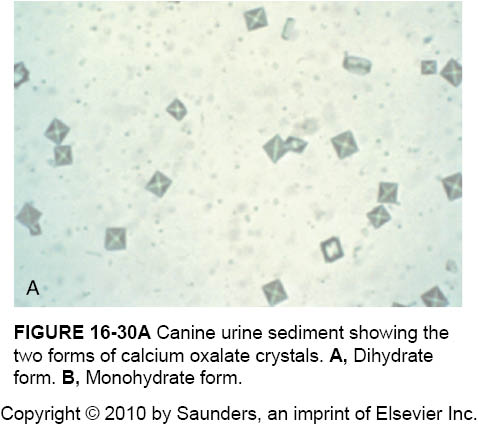 A
FIGURE 16-30A Canine urine sediment showing the
two forms of calcium oxalate crystals. A, Dihydrate
form. B, Monohydrate form.
Copyright © 2010 by Saunders, an imprint of Elsevier Inc.